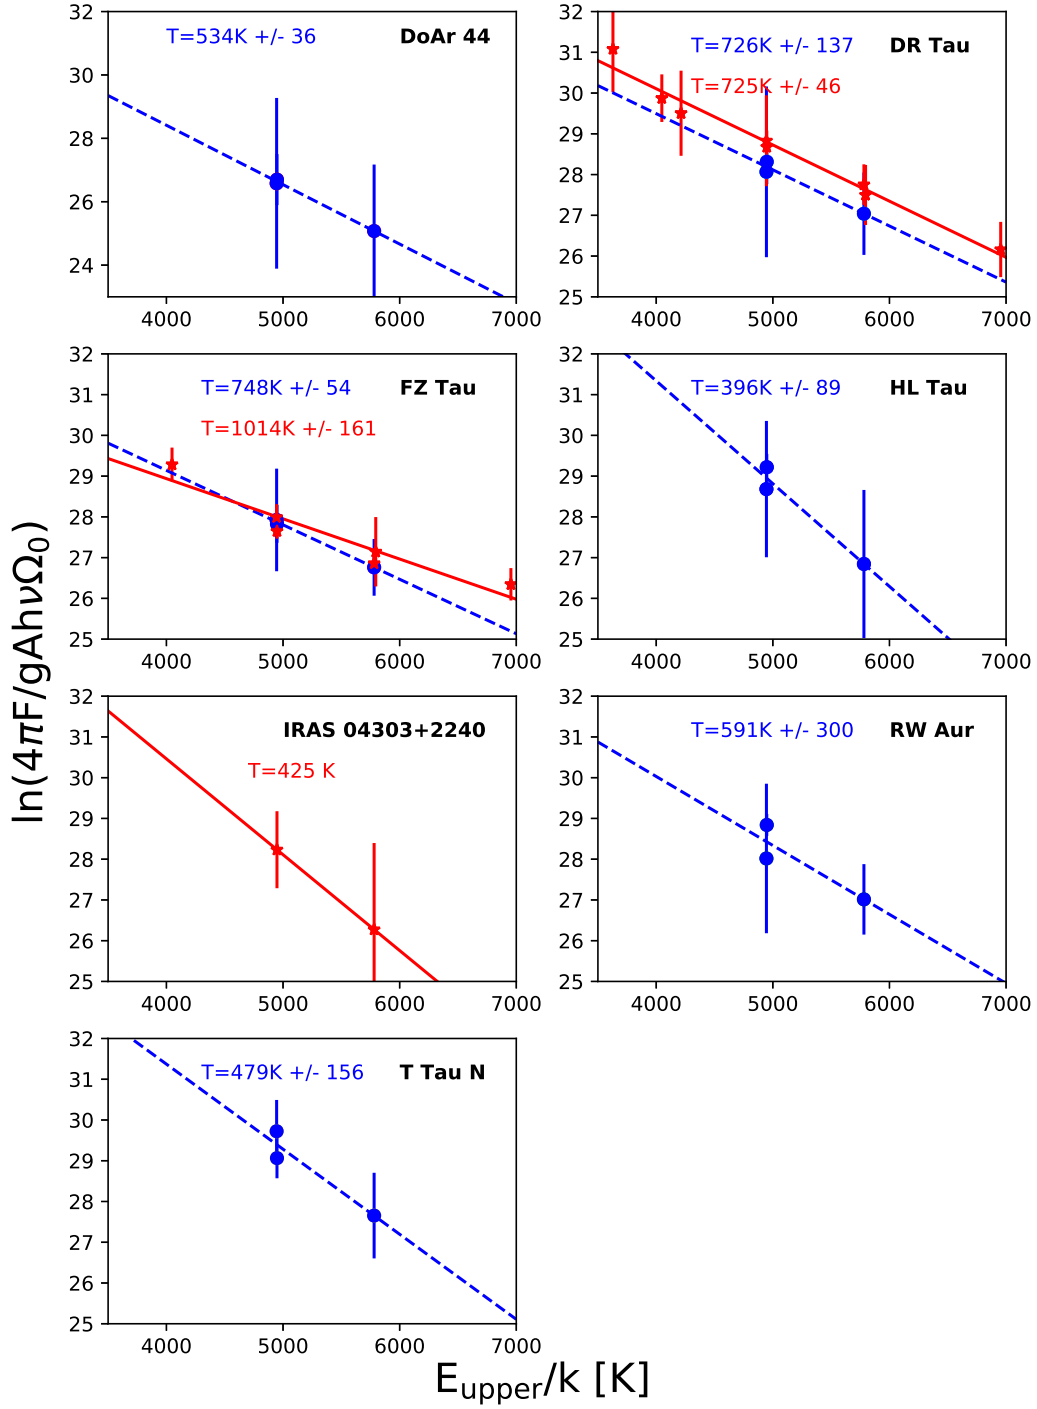 DoAr 44
T=534K +/- 36
32
30
28
26
24
4000 5000 6000 7000
DR Tau
T=726K +/- 137
T=725K +/- 46
32
31
30
29
28
27
26
25
4000 5000 6000 7000
FZ Tau
T=748K +/- 54
T=1014K +/- 161
32
31
30
29
28
27
26
25
4000 5000 6000 7000
HL Tau
T=396K +/- 89
32
31
30
29
28
27
26
25
4000 5000 6000 7000
IRAS 04303+2240
T=425 K
32
31
30
29
28
27
26
25
4000 5000 6000 7000
RW Aur
T=591K +/- 300
32
31
30
29
28
27
26
25
4000 5000 6000 7000
T Tau N
T=479K +/- 156
32
31
30
29
28
27
26
25
4000 5000 6000 7000
ln(4πF/gAhνΩ₀)
E_upper/k [K]